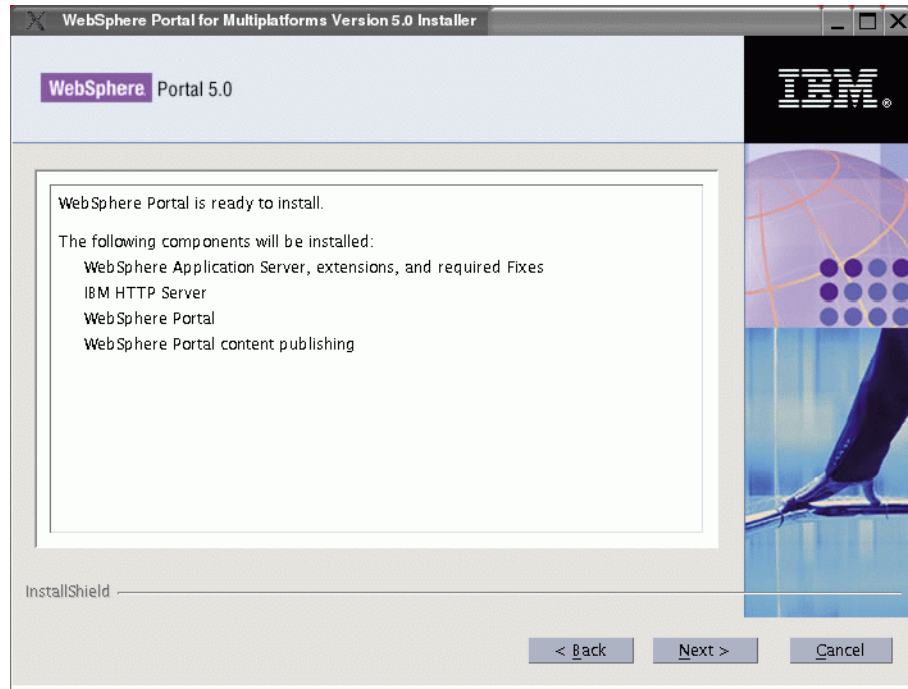 WebSphere Portal for Multiplatforms Version 5.0 Installer
WebSphere. Portal 5.0
IBM®
WebSphere Portal is ready to install.
The following components will be installed:
WebSphere Application Server, extensions, and required Fixes
IBM HTTP Server
WebSphere Portal
WebSphere Portal content publishing
InstallShield
< Back Next > Cancel